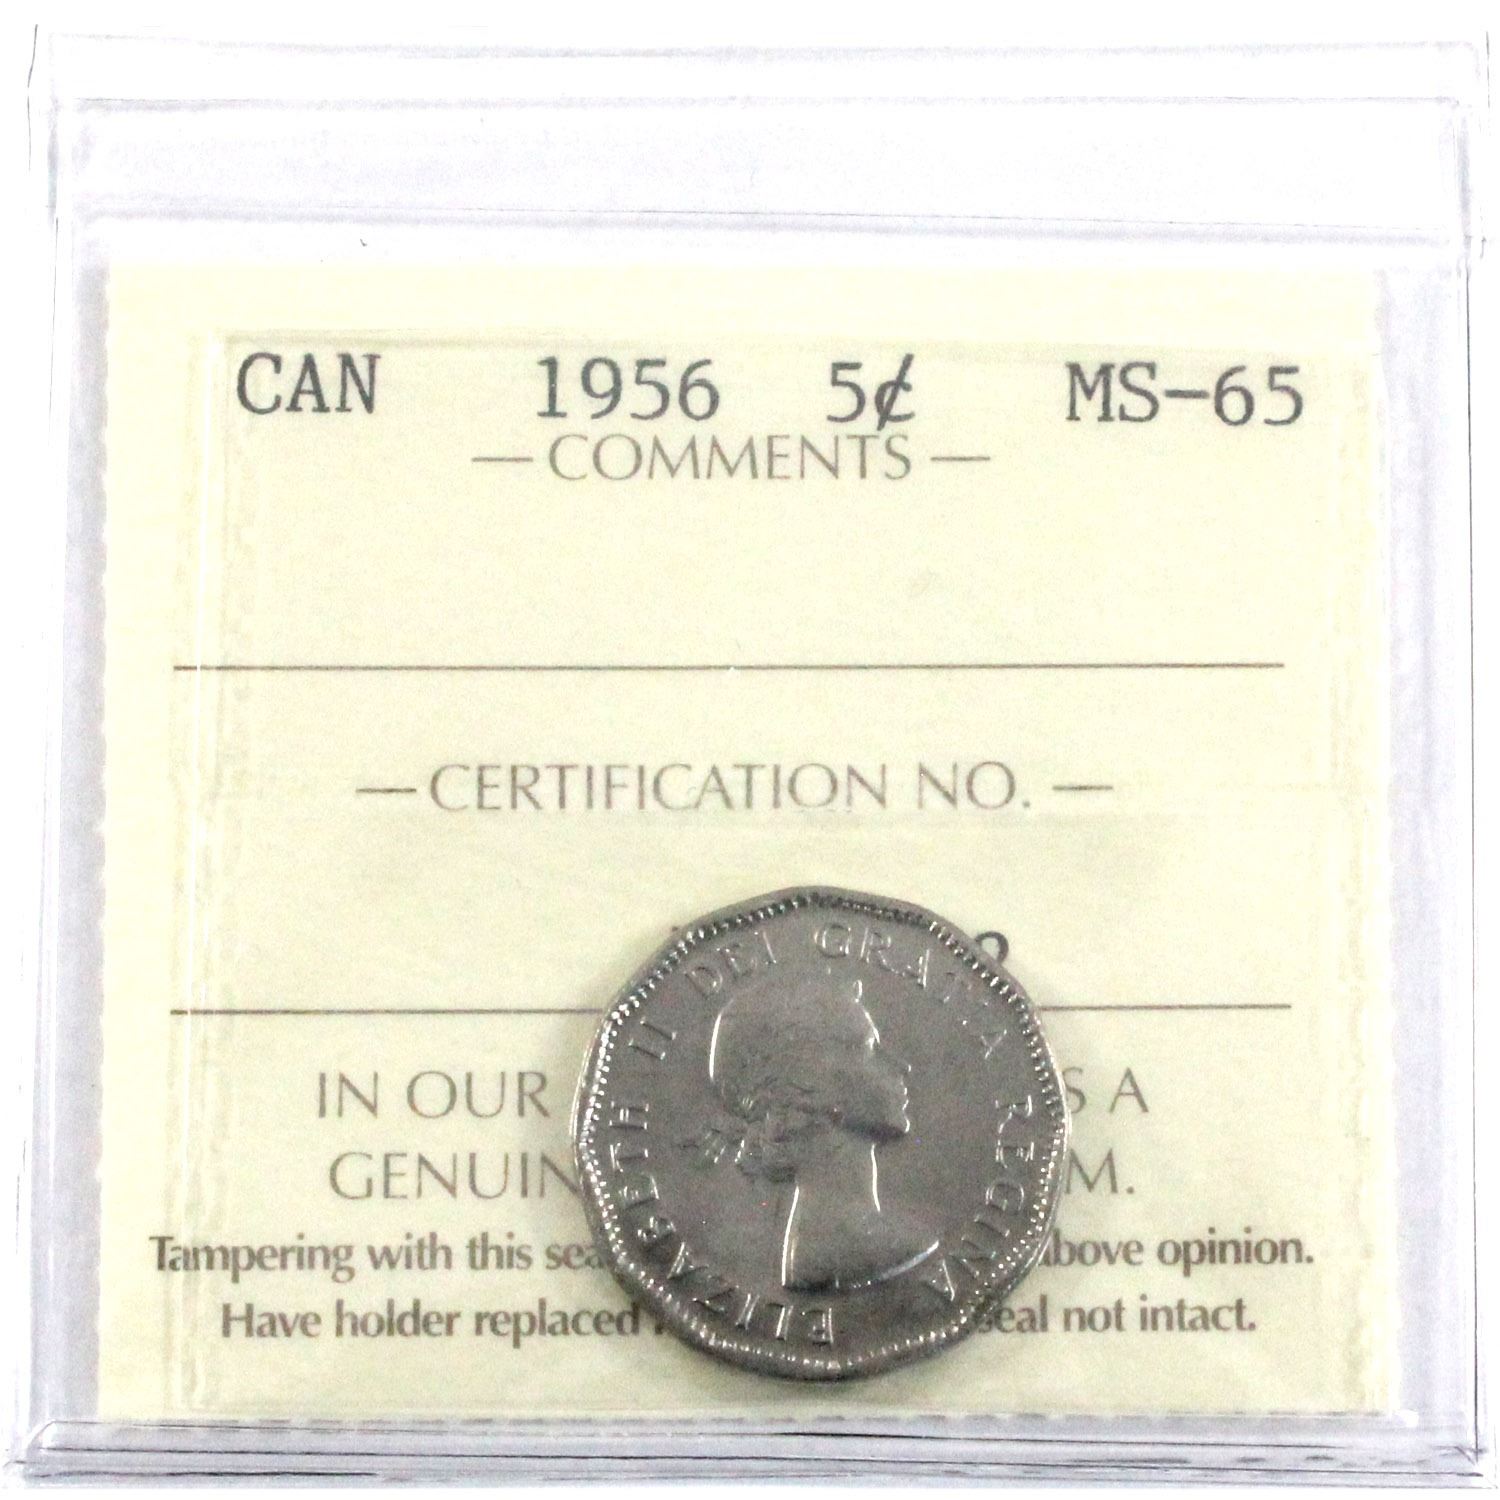 CAN 1956 5¢ MS-65
— COMMENTS —
— CERTIFICATION NO. —
IN OUR S A
GENUIN M.
Tampering with this sea bove opinion.
Have holder replaced seal not intact.
ELIZABETH II DEI GRATIA REGINA